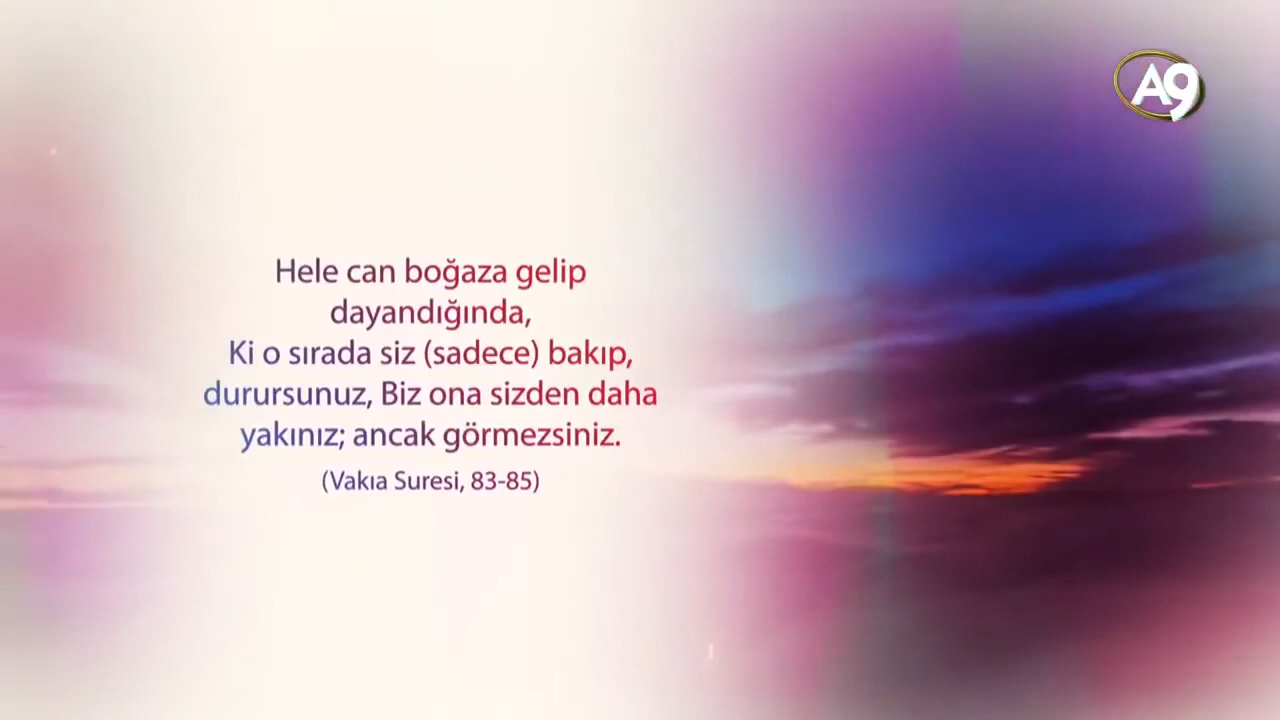 A9
Hele can boğaza gelip
dayandığında,
Ki o sırada siz (sadece) bakıp,
durursunuz, Biz ona sizden daha
yakınız; ancak görmezsiniz.
(Vakıa Suresi, 83-85)